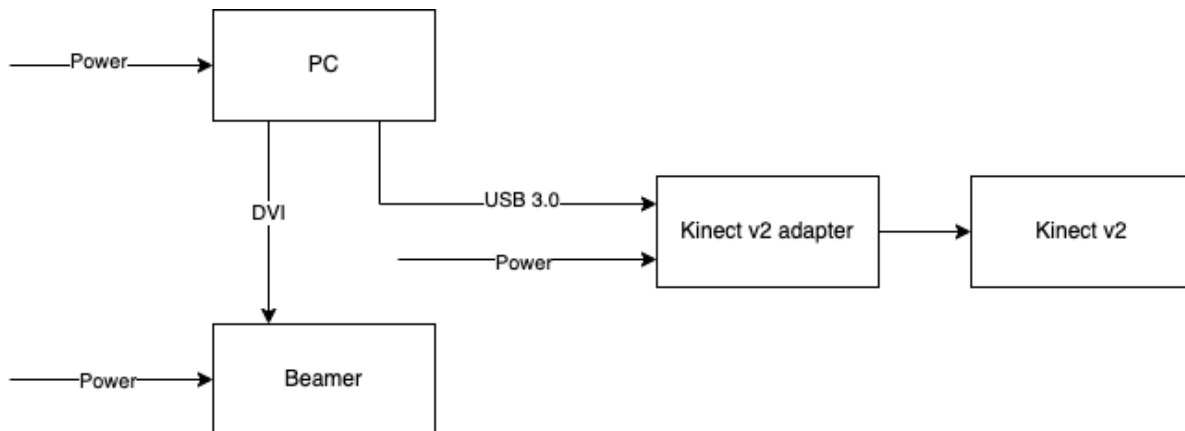 Power
PC
DVI
USB 3.0
Kinect v2 adapter
Kinect v2
Power
Power
Beamer